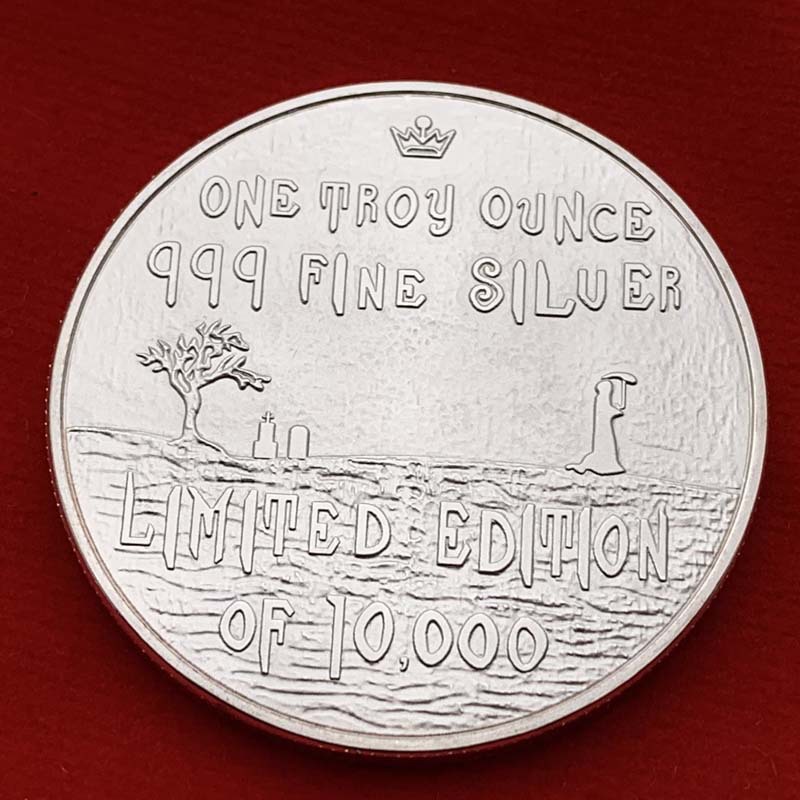 ONE TROY OUNCE
999 FINE SILVER
LIMITED EDITION
OF 10,000